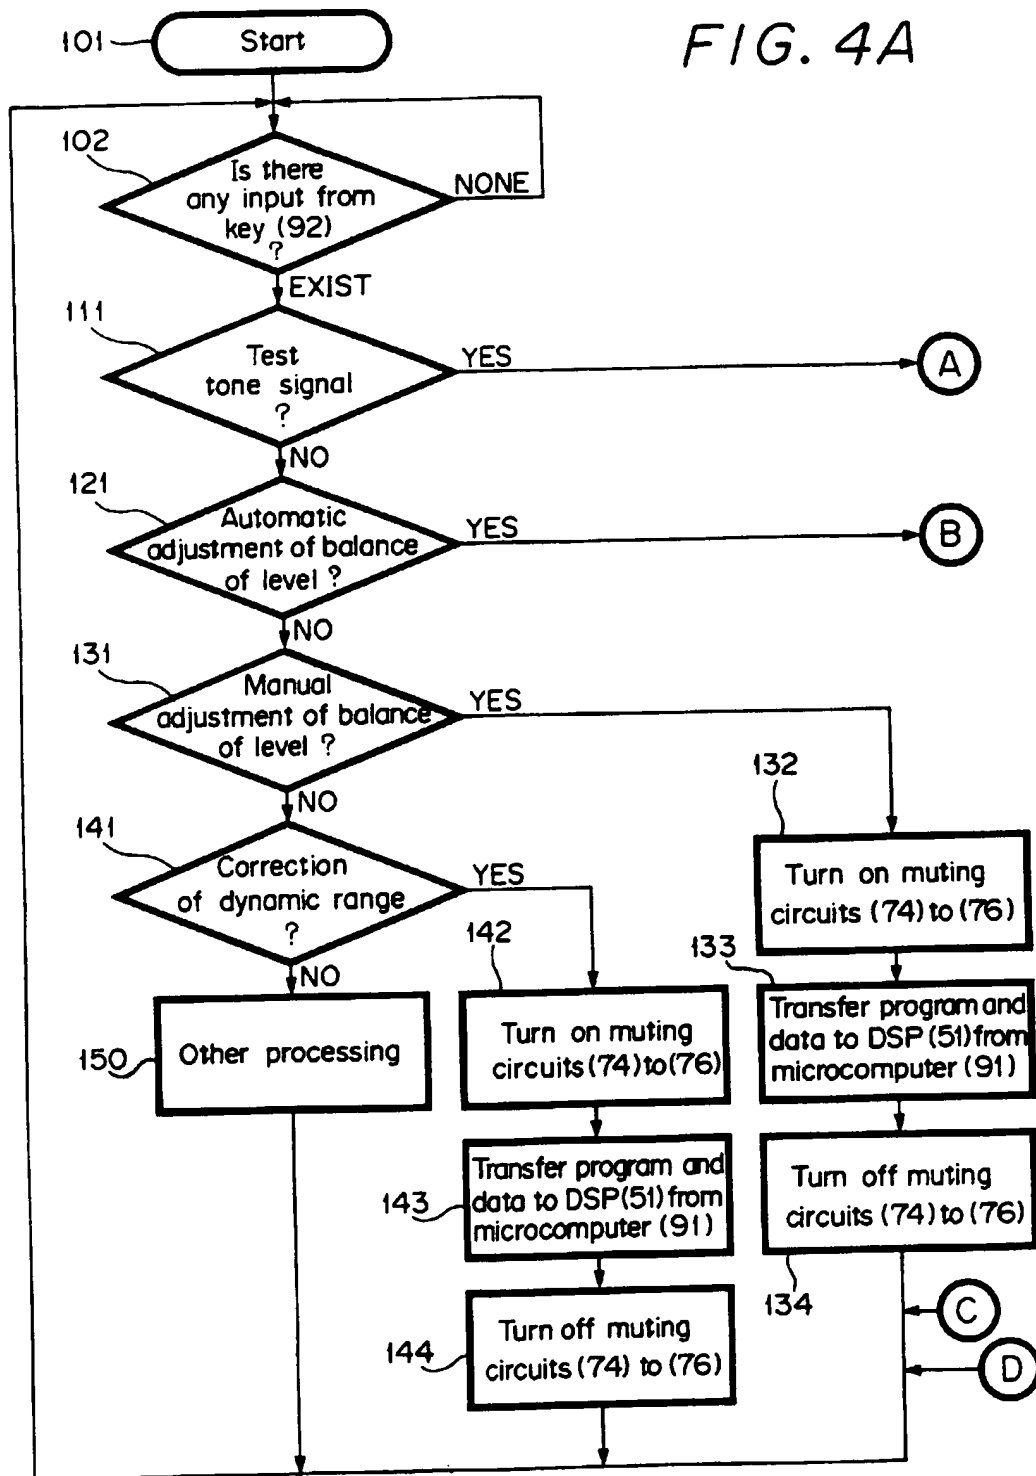 FIG. 4A
101
Start
102
Is there
any input from
key (92)
?
NONE
EXIST
111
Test
tone signal
?
YES
A
NO
121
Automatic
adjustment of balance
of level ?
YES
B
NO
131
Manual
adjustment of balance
of level ?
YES
NO
132
Turn on muting
circuits (74) to (76)
141
Correction
of dynamic range
?
YES
NO
133
Transfer program and
data to DSP (51) from
microcomputer (91)
142
Turn on muting
circuits (74) to (76)
150
Other processing
134
Turn off muting
circuits (74) to (76)
143
Transfer program and
data to DSP (51) from
microcomputer (91)
C
144
Turn off muting
circuits (74) to (76)
D